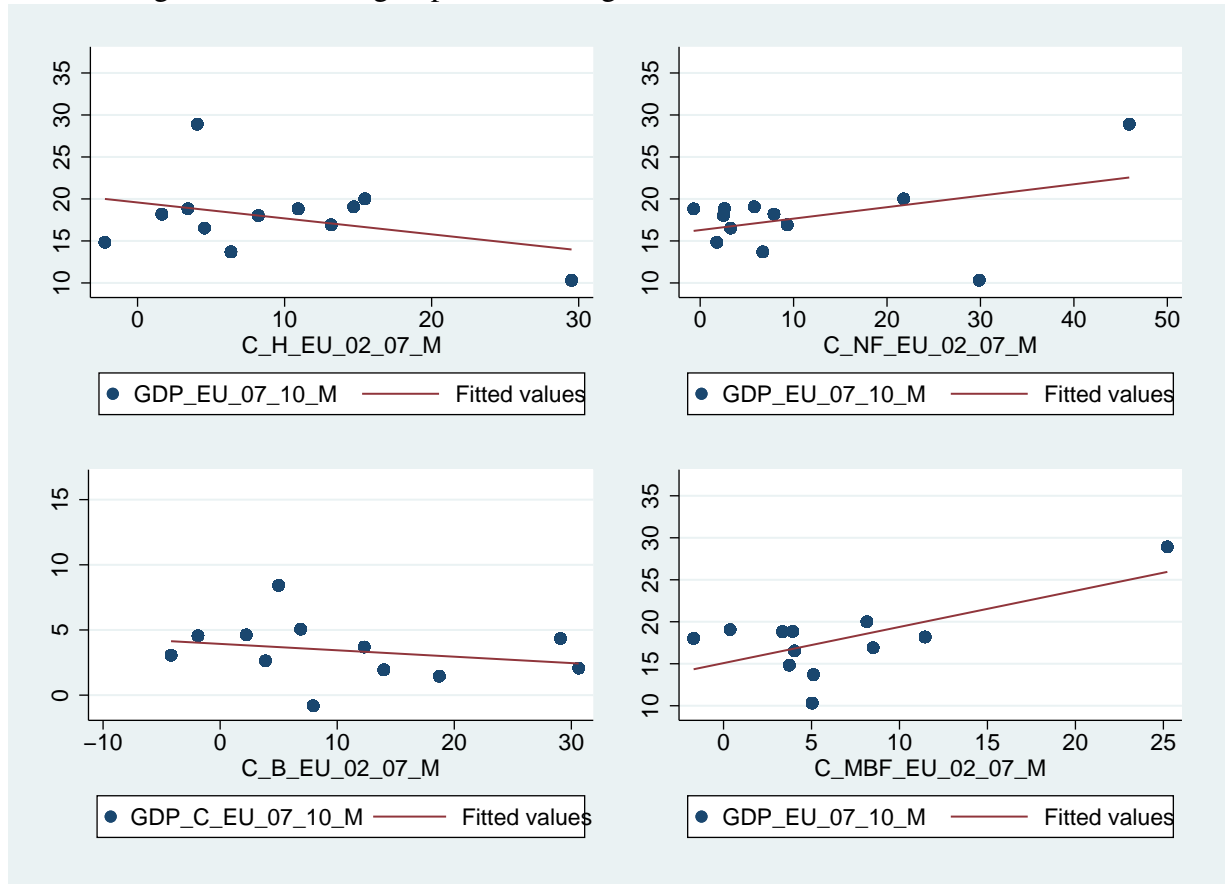 10 15 20 25 30 35
0 10 20 30
C_H_EU_02_07_M
GDP_EU_07_10_M Fitted values
10 15 20 25 30 35
0 10 20 30 40 50
C_NF_EU_02_07_M
GDP_EU_07_10_M Fitted values
0 5 10 15
−10 0 10 20 30
C_B_EU_02_07_M
GDP_C_EU_07_10_M Fitted values
10 15 20 25 30 35
0 5 10 15 20 25
C_MBF_EU_02_07_M
GDP_EU_07_10_M Fitted values